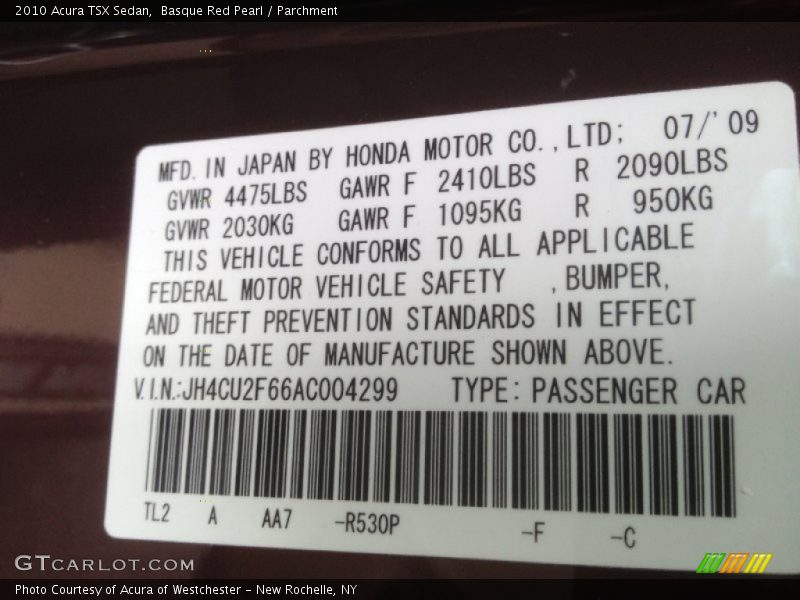 2010 Acura TSX Sedan, Basque Red Pearl / Parchment
MFD. IN JAPAN BY HONDA MOTOR CO., LTD; 07/'09
GVWR 4475LBS GAWR F 2410LBS R 2090LBS
GVWR 2030KG GAWR F 1095KG R 950KG
THIS VEHICLE CONFORMS TO ALL APPLICABLE
FEDERAL MOTOR VEHICLE SAFETY , BUMPER,
AND THEFT PREVENTION STANDARDS IN EFFECT
ON THE DATE OF MANUFACTURE SHOWN ABOVE.
V.I.N.:JH4CU2F66AC004299 TYPE: PASSENGER CAR
TL2 A AA7 -R530P -F -C
GTCARLOT.COM
Photo Courtesy of Acura of Westchester - New Rochelle, NY